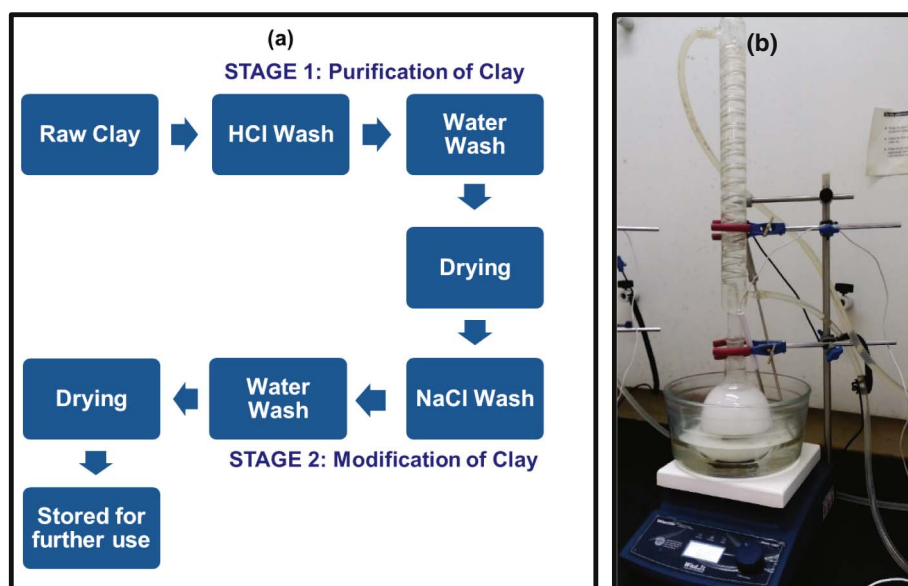 (a)
STAGE 1: Purification of Clay
Raw Clay
HCl Wash
Water
Wash
Drying
NaCl Wash
Water
Wash
Drying
STAGE 2: Modification of Clay
Stored for
further use
(b)